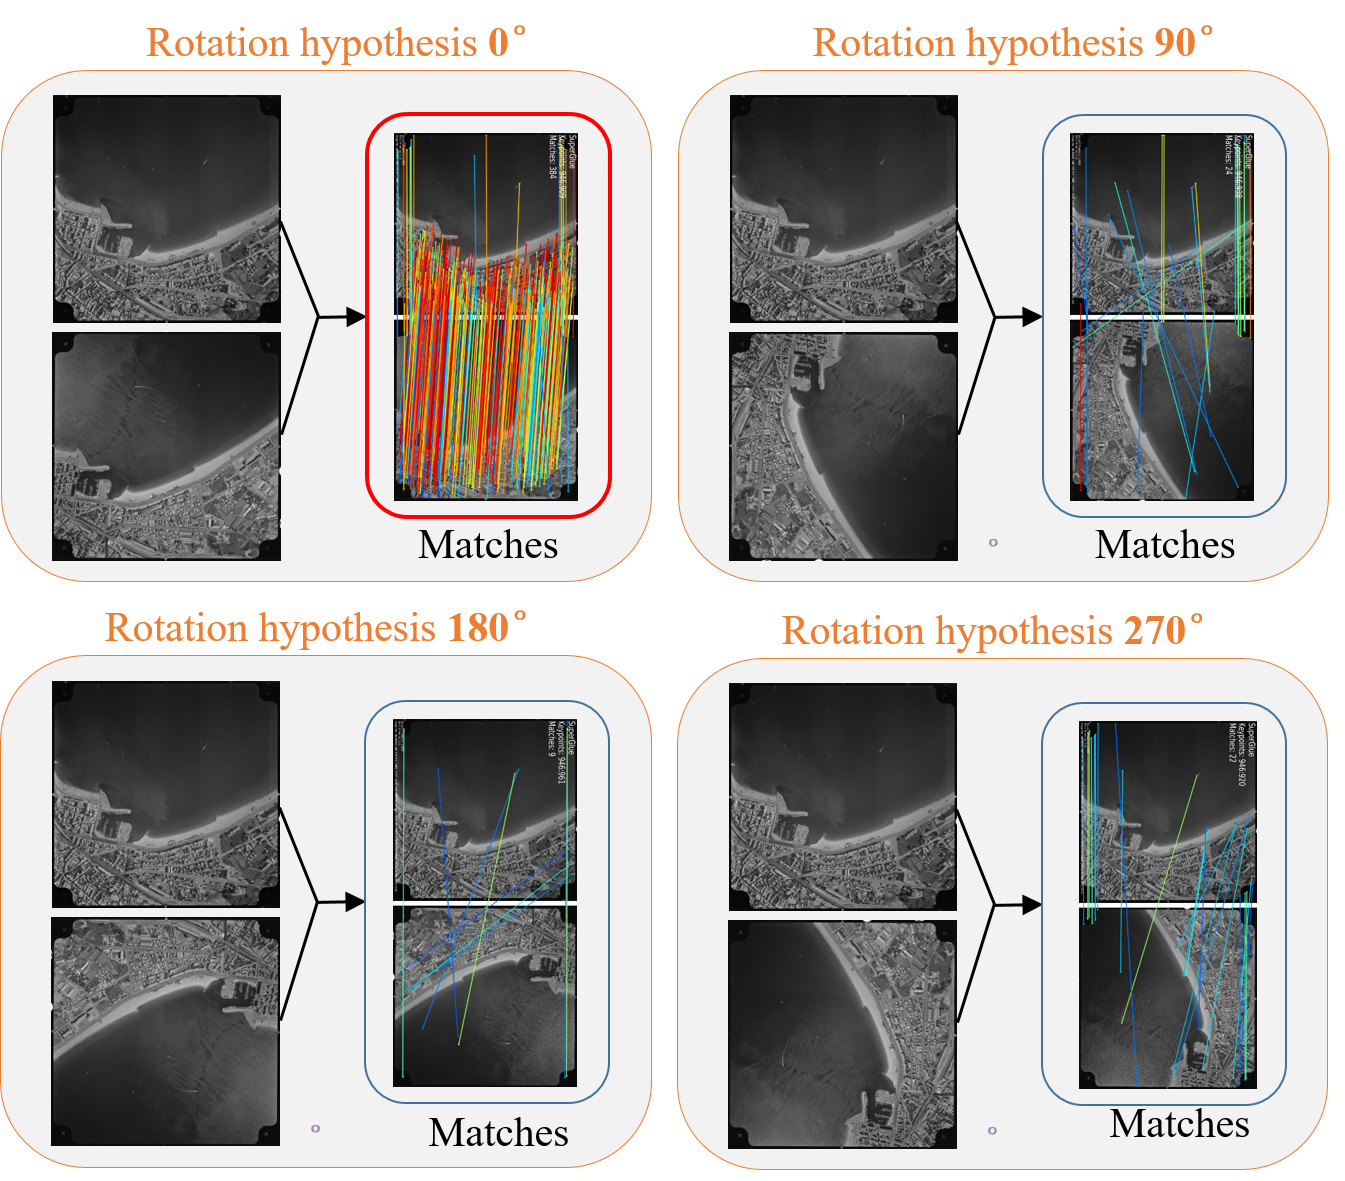 Rotation hypothesis 0°
SuperGlue
Keypoints: 946:909
Matches: 384
Matches
Rotation hypothesis 90°
SuperGlue
Keypoints: 946:938
Matches: 24
Matches
Rotation hypothesis 180°
SuperGlue
Keypoints: 946:961
Matches: 9
Matches
Rotation hypothesis 270°
SuperGlue
Keypoints: 946:920
Matches: 22
Matches